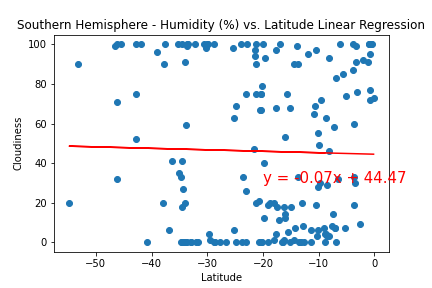 Southern Hemisphere - Humidity (%) vs. Latitude Linear Regression
100
80
60
40
20
0
Cloudiness
y = -0.07x + 44.47
−50 −40 −30 −20 −10 0
Latitude